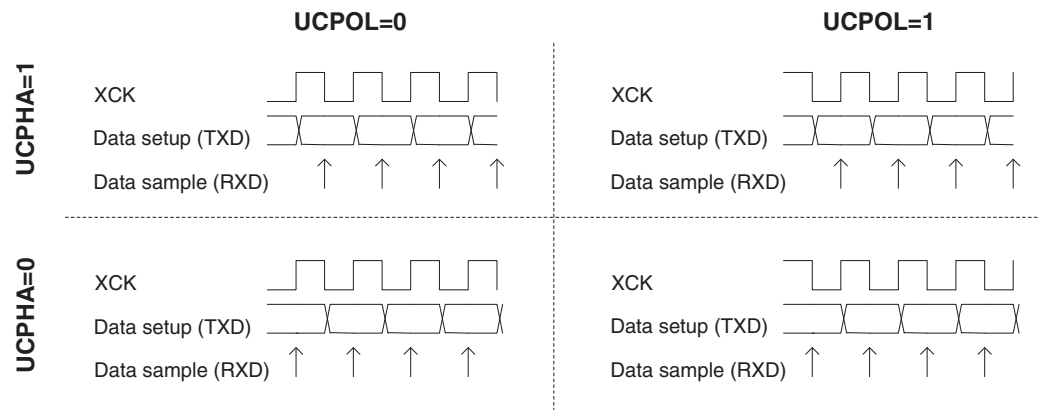 UCPOL=0
UCPOL=1
UCPHA=1
XCK
Data setup (TXD)
Data sample (RXD)
XCK
Data setup (TXD)
Data sample (RXD)
UCPHA=0
XCK
Data setup (TXD)
Data sample (RXD)
XCK
Data setup (TXD)
Data sample (RXD)